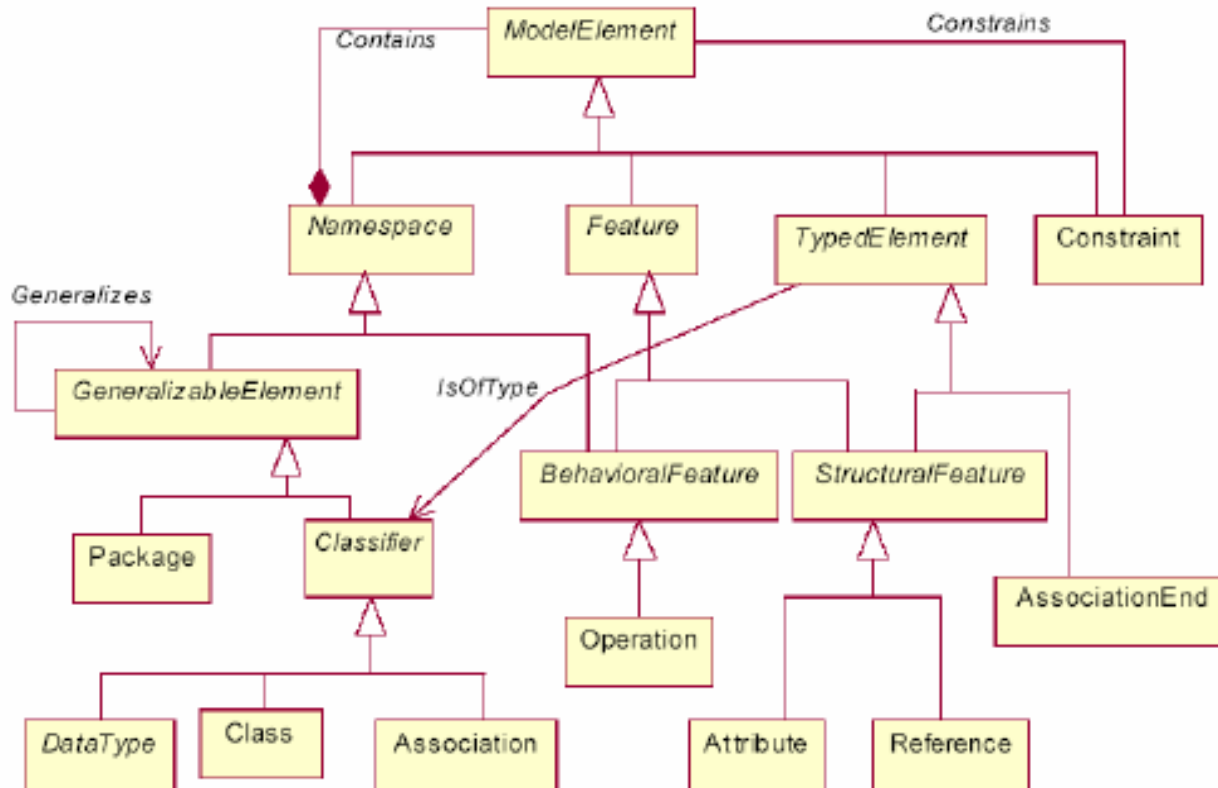 ModelElement
Contains
Constrains
Namespace
Feature
TypedElement
Constraint
Generalizes
GeneralizableElement
IsOfType
BehavioralFeature
StructuralFeature
Package
Classifier
AssociationEnd
Operation
DataType
Class
Association
Attribute
Reference